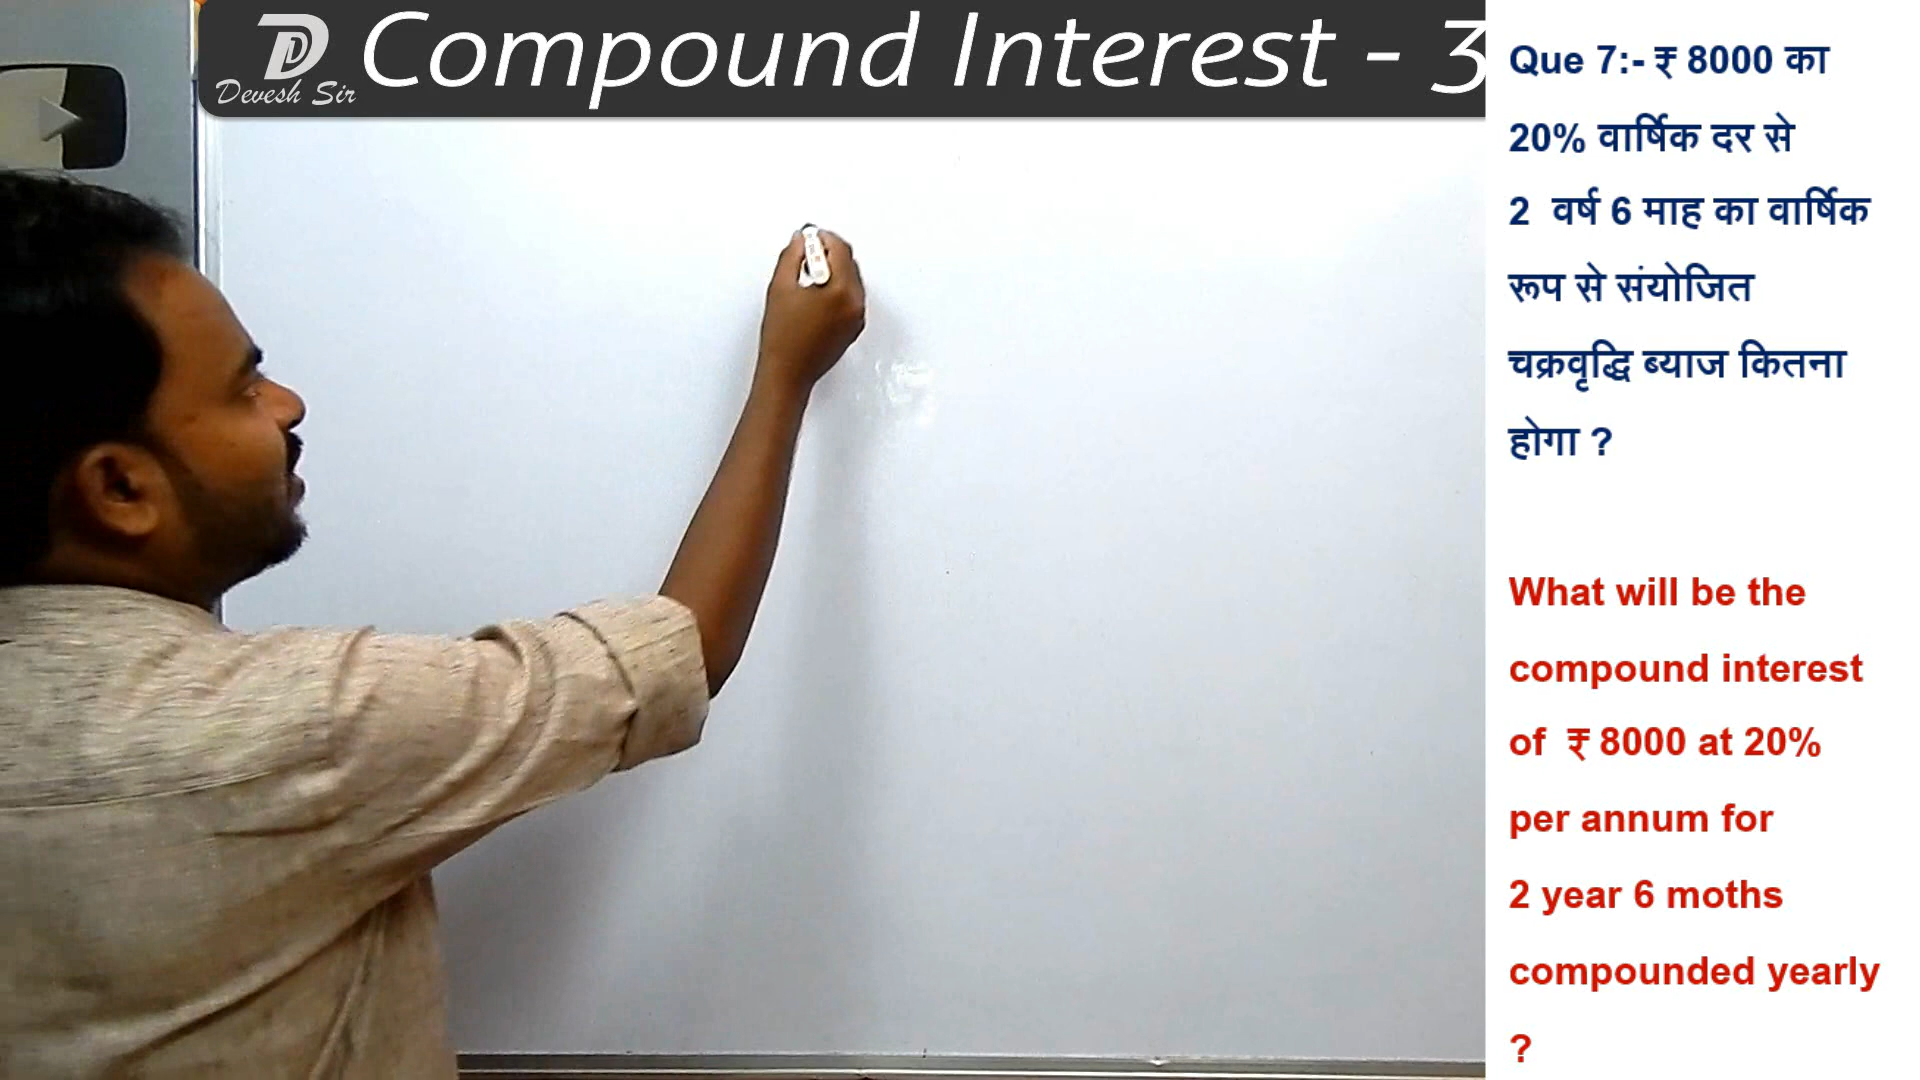 Devesh Sir
Compound Interest - 3
Que 7:- ₹ 8000 का
20% वार्षिक दर से
2 वर्ष 6 माह का वार्षिक
रूप से संयोजित
चक्रवृद्धि ब्याज कितना
होगा ?
What will be the
compound interest
of ₹ 8000 at 20%
per annum for
2 year 6 moths
compounded yearly
?